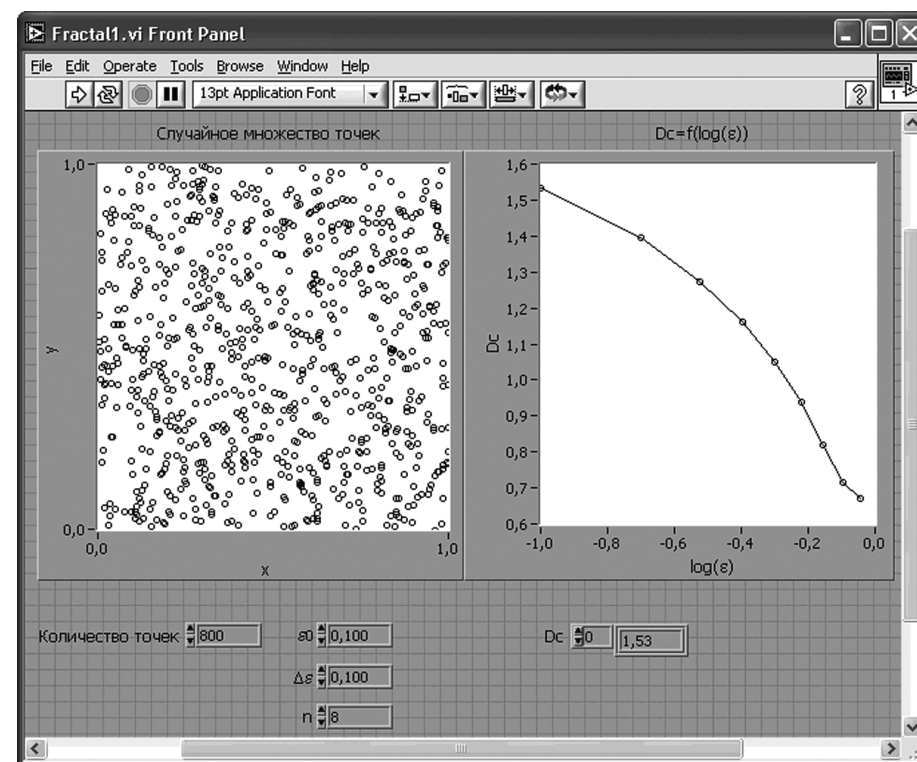 Fractal1.vi Front Panel
File Edit Operate Tools Browse Window Help
13pt Application Font
1
Случайное множество точек
Dc=f(log(ε))
1,0
y
0,0
0,0
1,0
x
1,6
1,5
1,4
1,3
1,2
1,1
1,0
0,9
0,8
0,7
0,6
Dc
-1,0 -0,8 -0,6 -0,4 -0,2 0,0
log(ε)
Количество точек 800 ε0 0,100 Dc 0 1,53
Δε 0,100
n 8